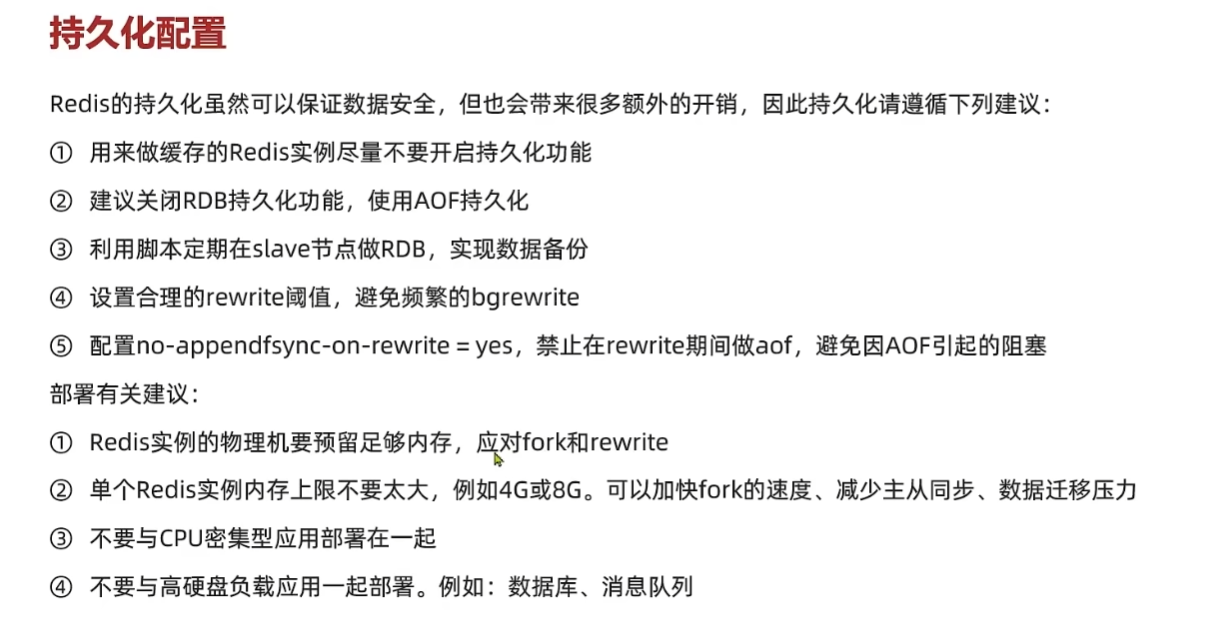 持久化配置
Redis的持久化虽然可以保证数据安全，但也会带来很多额外的开销，因此持久化请遵循下列建议：
① 用来做缓存的Redis实例尽量不要开启持久化功能
② 建议关闭RDB持久化功能，使用AOF持久化
③ 利用脚本定期在slave节点做RDB，实现数据备份
④ 设置合理的rewrite阈值，避免频繁的bgrewrite
⑤ 配置no-appendfsync-on-rewrite = yes，禁止在rewrite期间做aof，避免因AOF引起的阻塞
部署有关建议：
① Redis实例的物理机要预留足够内存，应对fork和rewrite
② 单个Redis实例内存上限不要太大，例如4G或8G。可以加快fork的速度、减少主从同步、数据迁移压力
③ 不要与CPU密集型应用部署在一起
④ 不要与高硬盘负载应用一起部署。例如：数据库、消息队列